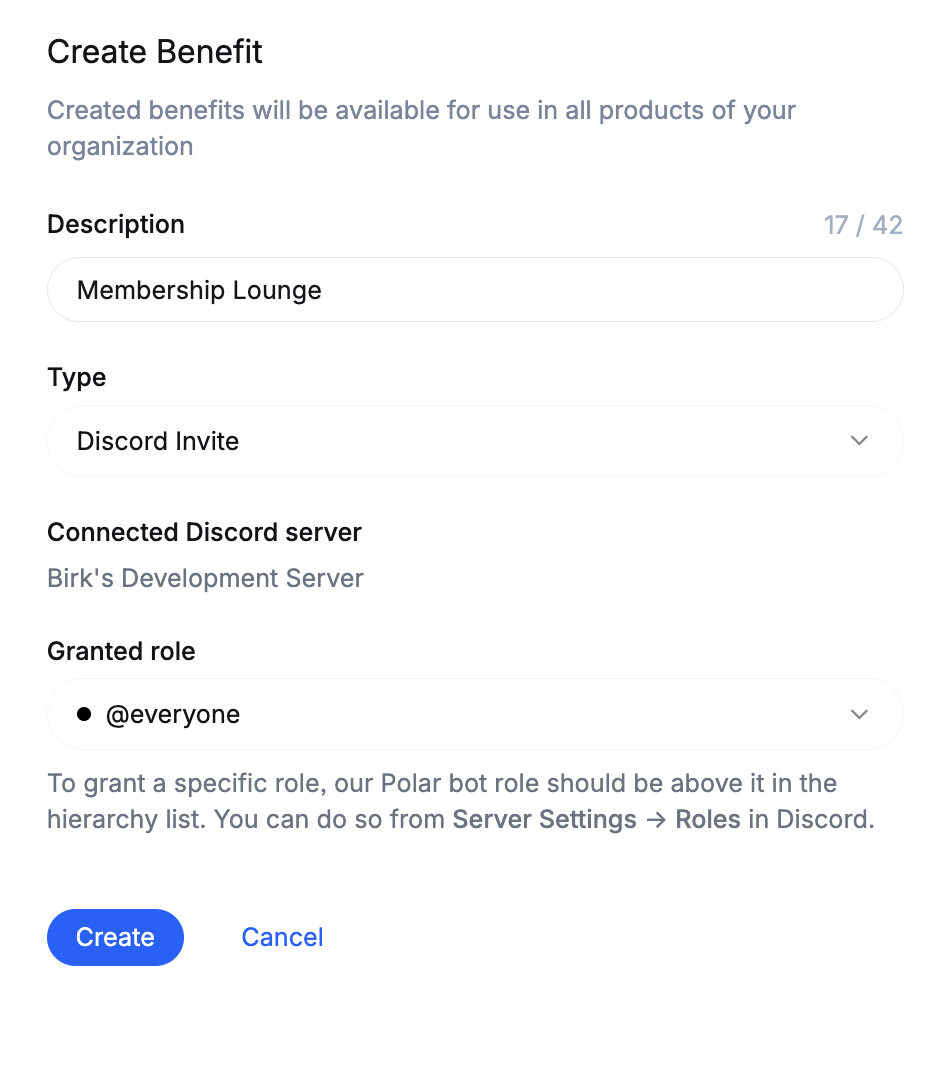 Create Benefit
Created benefits will be available for use in all products of your
organization
Description
17 / 42
Membership Lounge
Type
Discord Invite
Connected Discord server
Birk's Development Server
Granted role
@everyone
To grant a specific role, our Polar bot role should be above it in the
hierarchy list. You can do so from Server Settings → Roles in Discord.
Create
Cancel